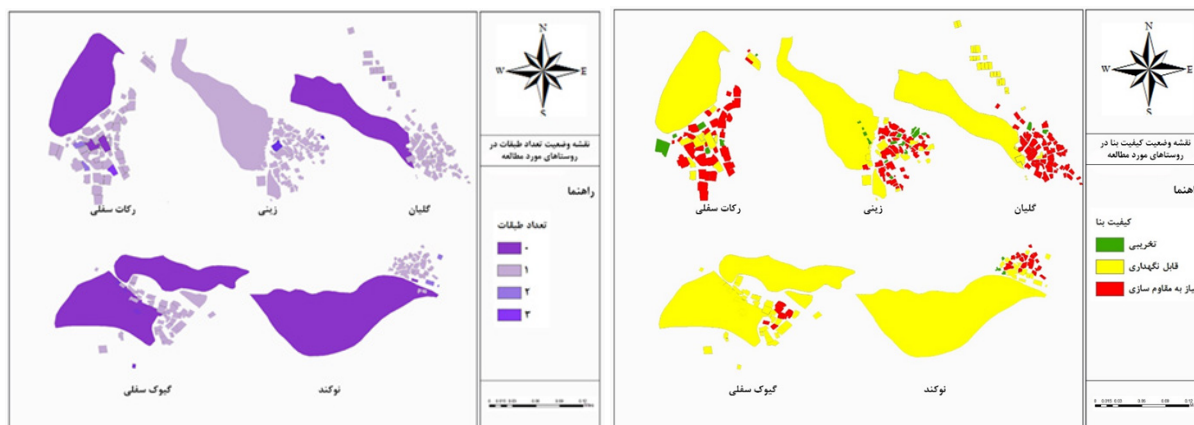 N
W
E
S
نقشه وضعیت تعداد طبقات در
روستاهای مورد مطالعه
راهنما
تعداد طبقات
۰
۱
۲
۳
رکات سفلی
زینی
گلیان
گیوک سفلی
نوکند
N
W
E
S
نقشه وضعیت کیفیت بنا در
روستاهای مورد مطالعه
راهنما
کیفیت بنا
تخریبی
قابل نگهداری
نیاز به مقاوم سازی
رکات سفلی
زینی
گلیان
گیوک سفلی
نوکند